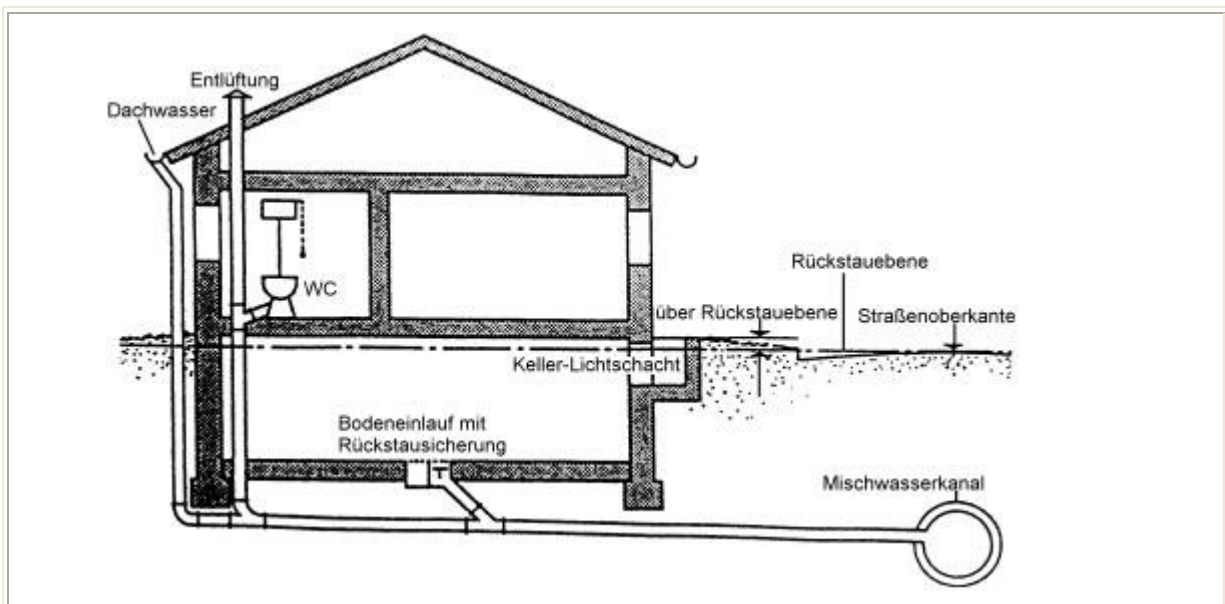 Entlüftung
Dachwasser
WC
Rückstauebene
über Rückstauebene
Straßenoberkante
Keller-Lichtschacht
Bodeneinlauf mit
Rückstausicherung
Mischwasserkanal